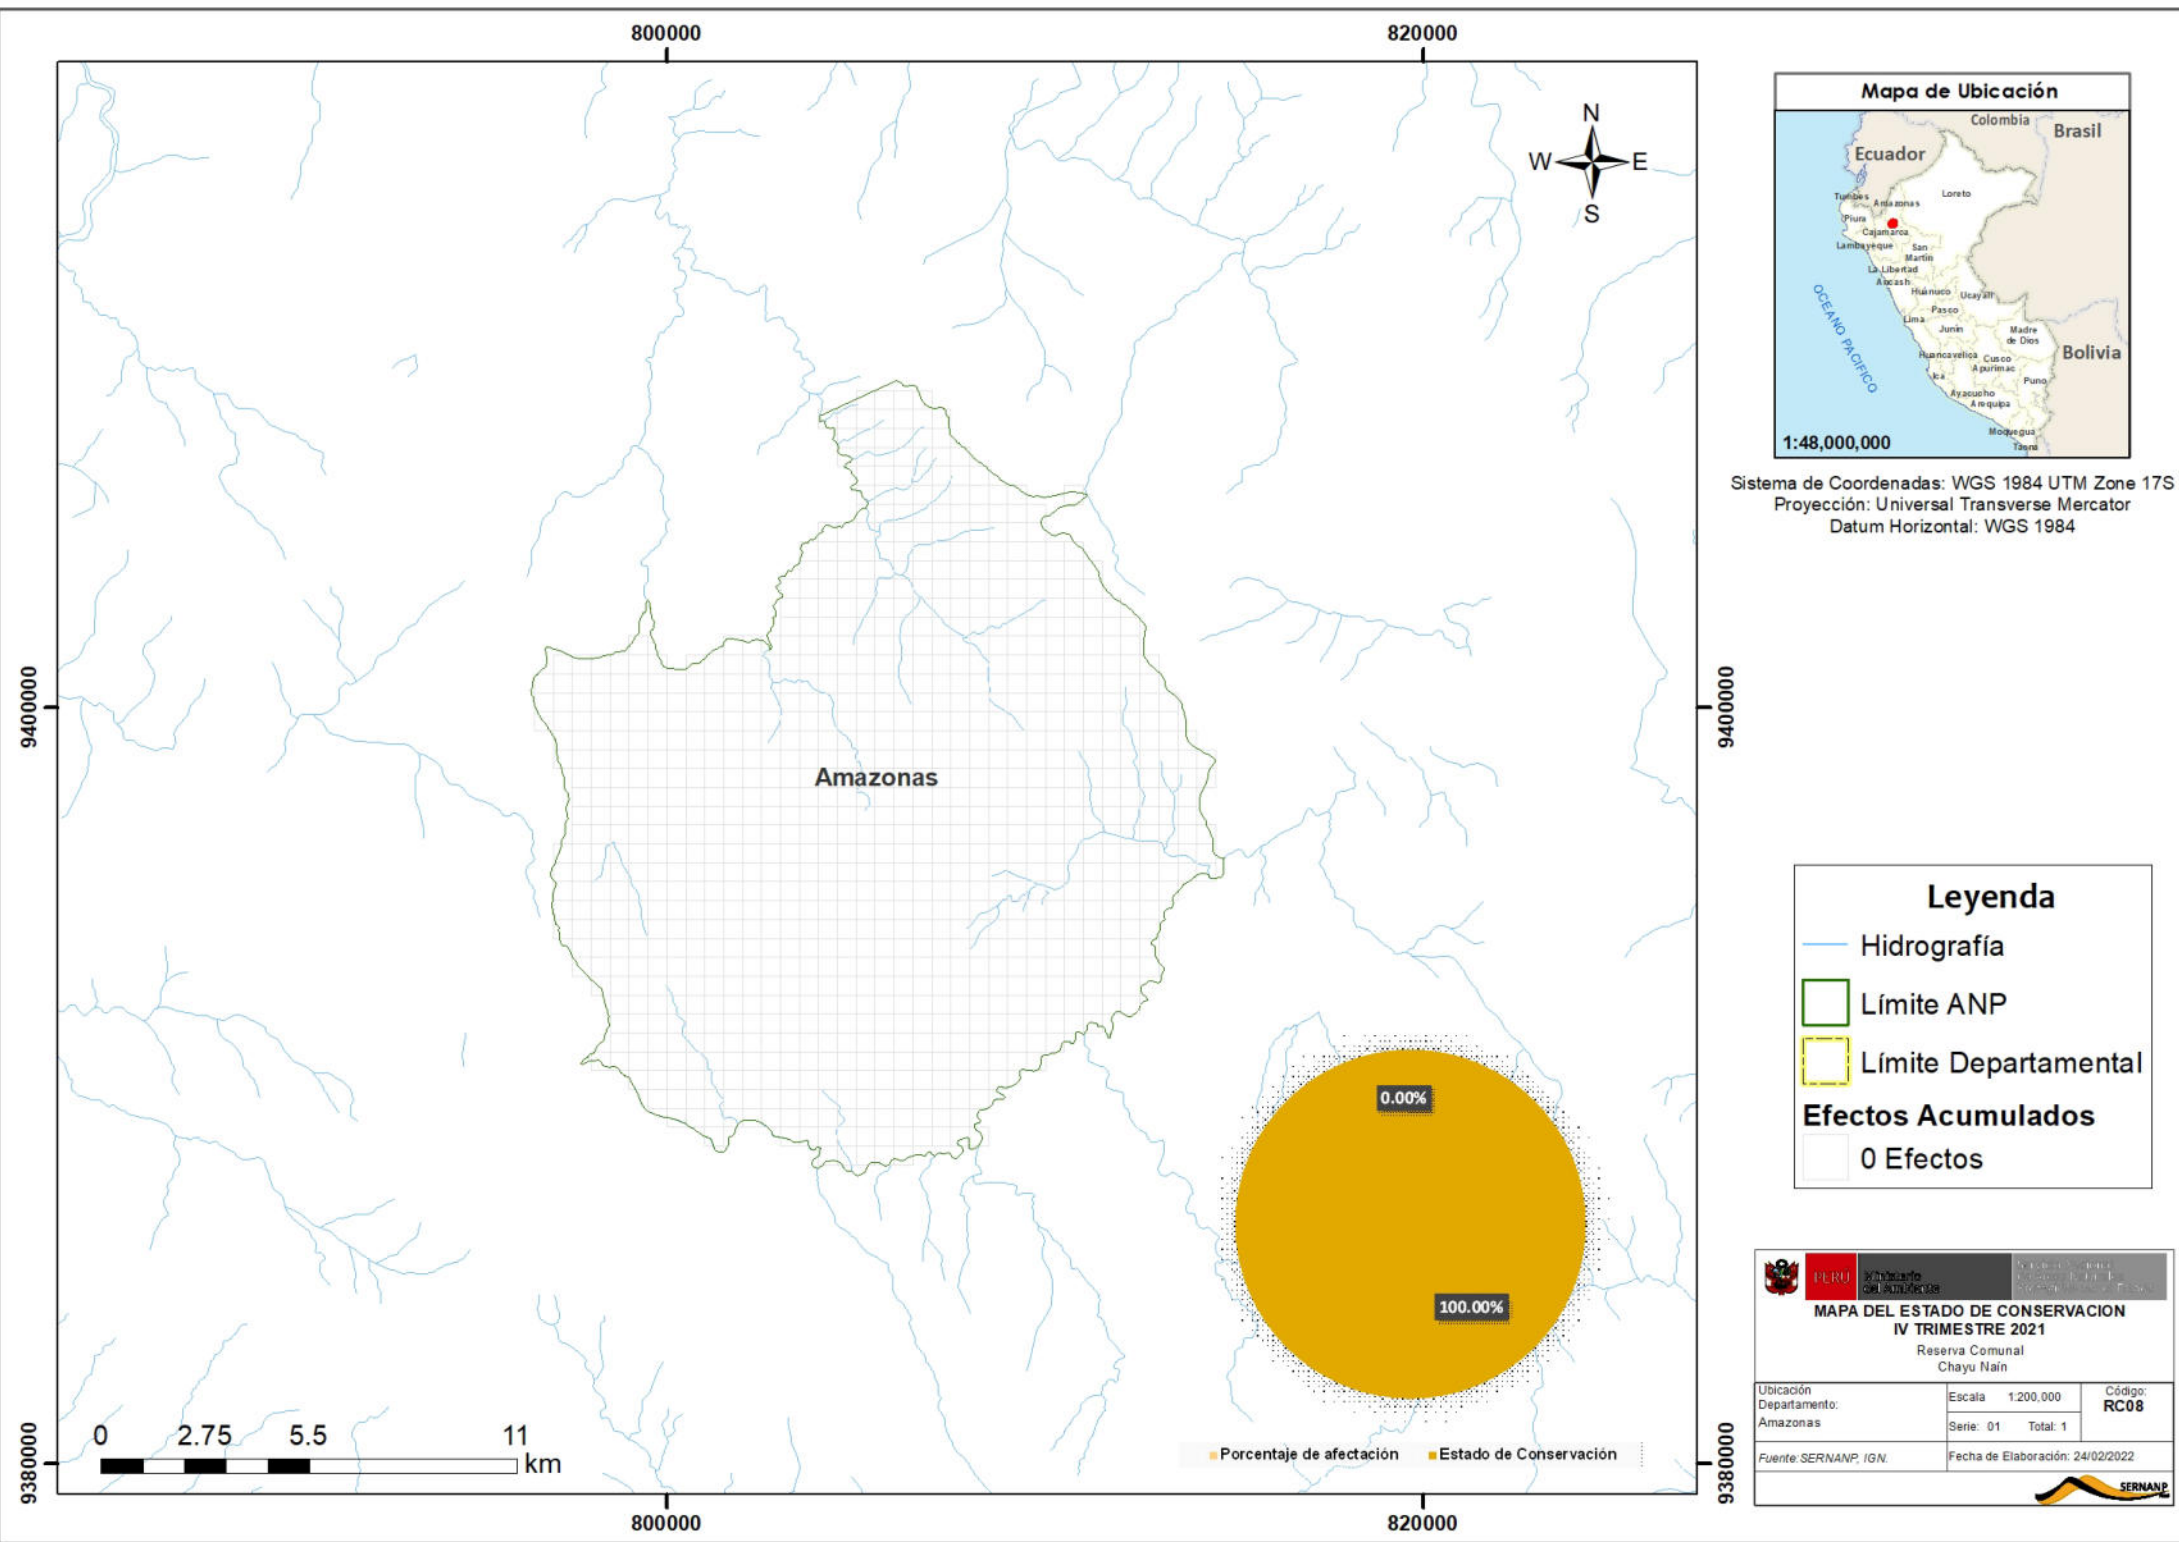 800000
820000
9400000
9380000
N
W
E
S
Amazonas
0.00%
100.00%
Porcentaje de afectación
Estado de Conservación
0
2.75
5.5
11
km
800000
820000
9400000
9380000
Mapa de Ubicación
Colombia
Brasil
Ecuador
Loreto
Tumbes
Amazonas
Piura
Cajamarca
Lambayeque
San
Martín
La Libertad
Ancash
Huánuco
Ucayali
Pasco
Lima
Junín
Madre
de Dios
Huancavelica
Cusco
Bolivia
Apurimac
Ica
Puno
Ayacucho
Arequipa
Moquegua
Tacna
OCEANO PACIFICO
1:48,000,000
Sistema de Coordenadas: WGS 1984 UTM Zone 17S
Proyección: Universal Transverse Mercator
Datum Horizontal: WGS 1984
Leyenda
Hidrografía
Límite ANP
Límite Departamental
Efectos Acumulados
0 Efectos
PERÚ
Ministerio
del Ambiente
MAPA DEL ESTADO DE CONSERVACION
IV TRIMESTRE 2021
Reserva Comunal
Chayu Naín
Ubicación
Departamento:
Amazonas
Escala 1:200,000
Código:
RC08
Serie: 01 Total: 1
Fuente: SERNANP, IGN.
Fecha de Elaboración: 24/02/2022
SERNANP